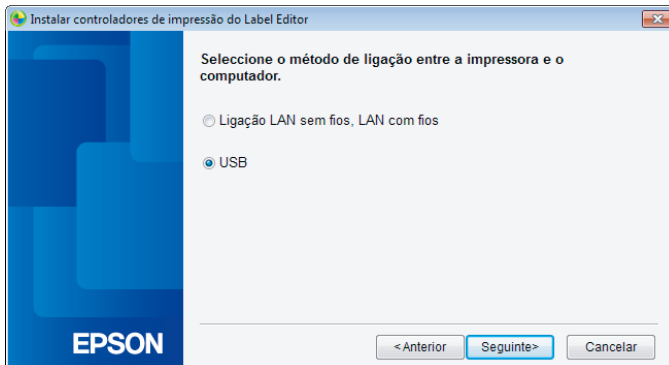 Instalar controladores de impressão do Label Editor
Seleccione o método de ligação entre a impressora e o
computador.
Ligação LAN sem fios, LAN com fios
USB
EPSON
<Anterior
Seguinte>
Cancelar